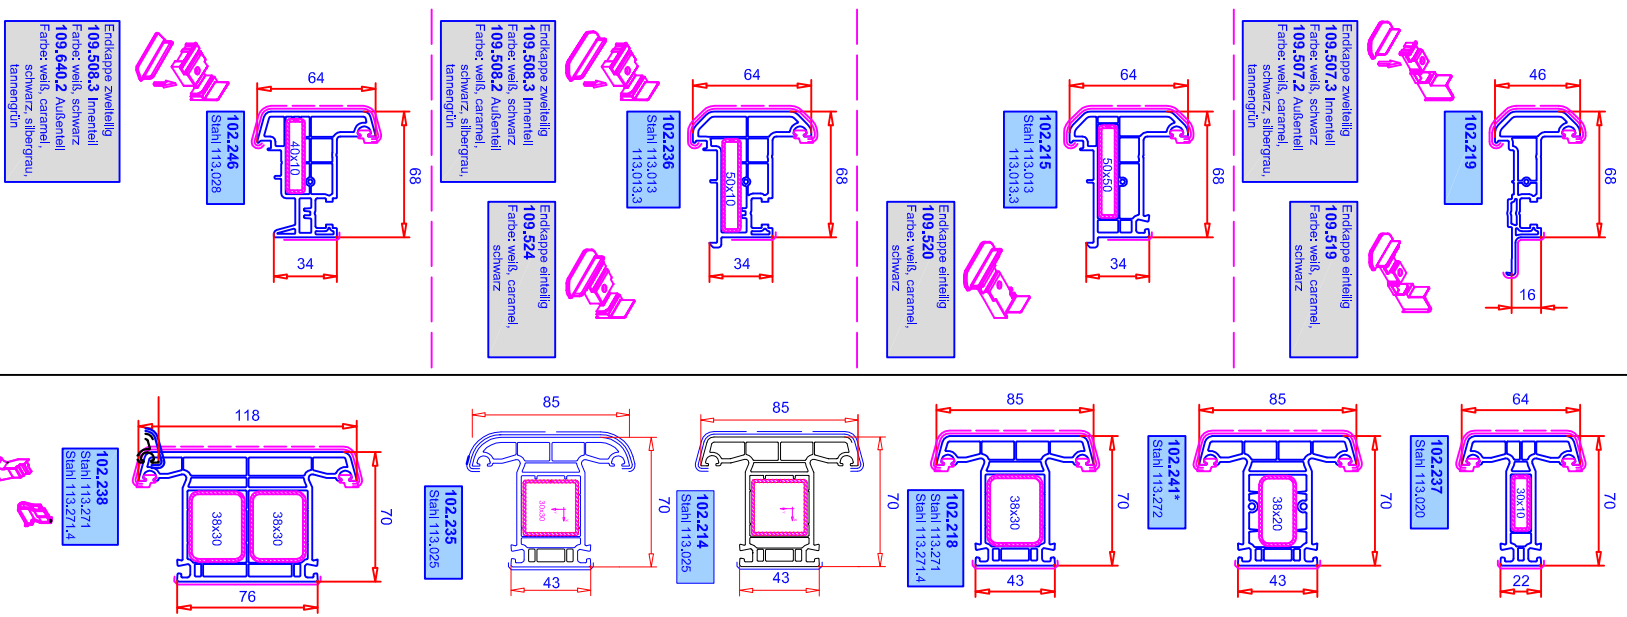 Endkappe zweiteilig
109.508.3 Innenteil
Farbe: weiß, schwarz
109.640.2 Außenteil
Farbe: weiß, caramel,
schwarz, silbergrau,
tannengrün
64
68
40x10
34
102.246
Stahl 113.028
Endkappe zweiteilig
109.508.3 Innenteil
Farbe: weiß, schwarz
109.508.2 Außenteil
Farbe: weiß, caramel,
schwarz, silbergrau,
tannengrün
64
68
50x10
34
102.236
Stahl 113.013
113.013.3
Endkappe einteilig
109.524
Farbe: weiß, caramel,
schwarz
64
68
50x50
34
102.215
Stahl 113.013
113.013.3
Endkappe einteilig
109.520
Farbe: weiß, caramel,
schwarz
Endkappe zweiteilig
109.507.3 Innenteil
Farbe: weiß, schwarz
109.507.2 Außenteil
Farbe: weiß, caramel,
schwarz, silbergrau,
tannengrün
46
68
16
102.219
Endkappe einteilig
109.519
Farbe: weiß, caramel,
schwarz
118
70
38x30
38x30
76
102.238
Stahl 113.271
Stahl 113.271.4
85
70
30x30
43
102.235
Stahl 113.025
85
70
43
102.214
Stahl 113.025
85
70
38x30
43
102.218
Stahl 113.271
Stahl 113.271.4
85
70
38x20
43
102.241*
Stahl 113.272
64
70
30x10
22
102.237
Stahl 113.020